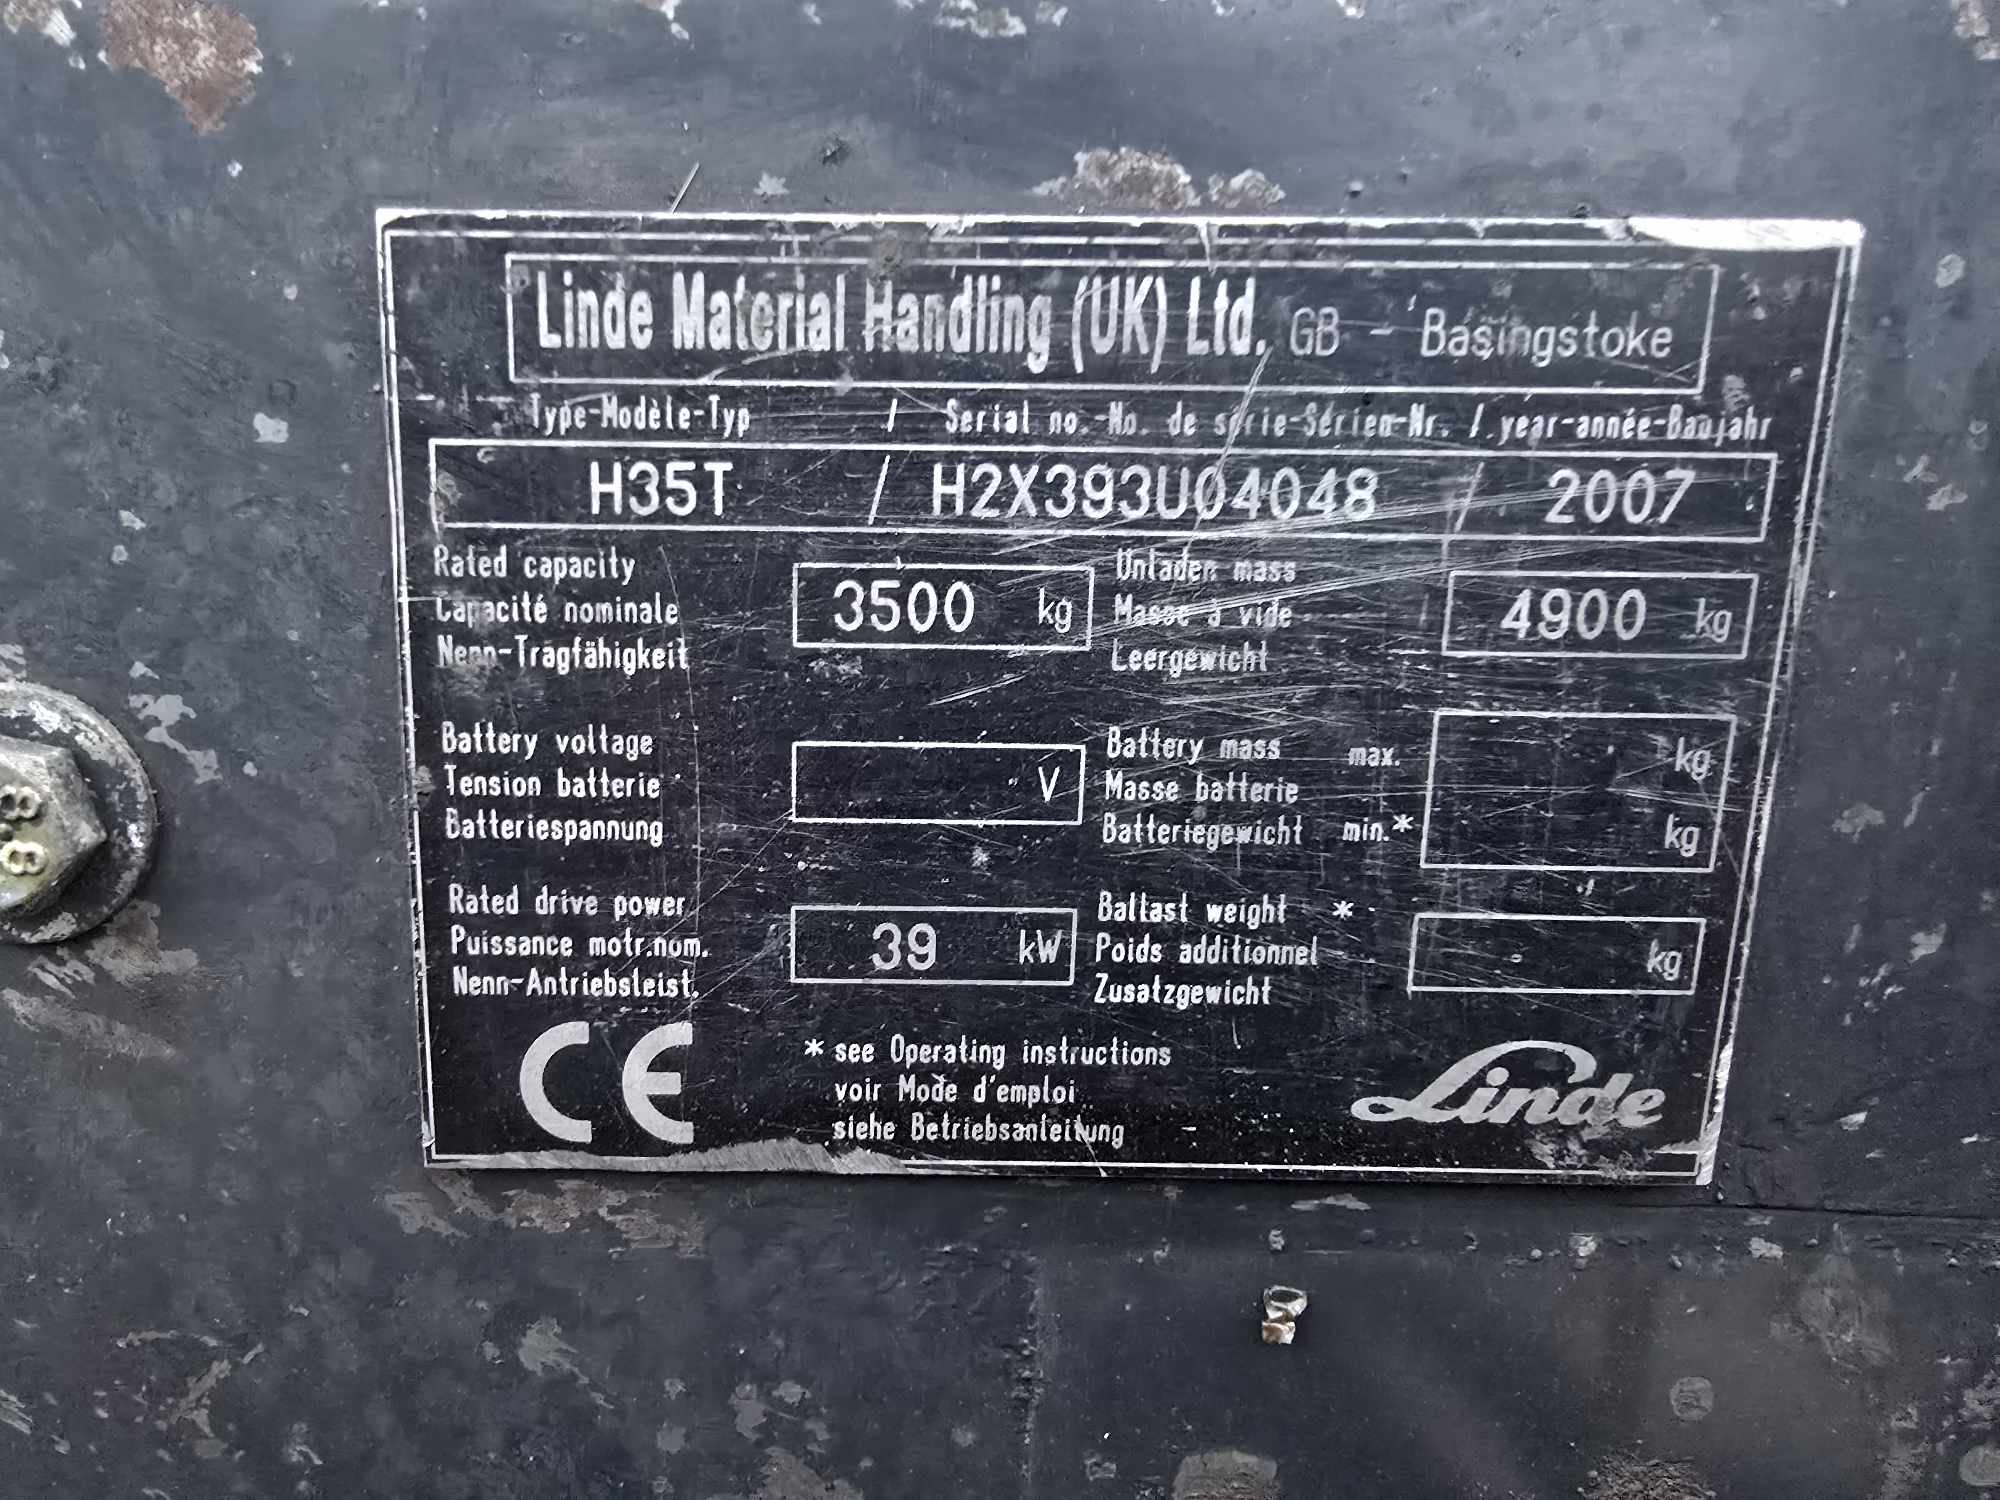 Linde Material Handling (UK) Ltd. GB - Basingstoke
Type-Modèle-Typ / Serial no.-No. de série-Série-Nr. / year-année-Baujahr
H35T / H2X393U04048 / 2007
Rated capacity
Capacité nominale
Nenn-Tragfähigkeit
3500 kg
Unladen mass
Masse à vide
Leergewicht
4900 kg
Battery voltage
Tension batterie
Batteriespannung
V
Battery mass max.
Masse batterie
Batteriegewicht min.*
kg
kg
Rated drive power
Puissance motr.nom.
Nenn-Antriebsleist.
39 kW
Ballast weight *
Poids additionnel
Zusatzgewicht
kg
CE
* see Operating instructions
voir Mode d'emploi
siehe Betriebsanleitung
Linde
8.8